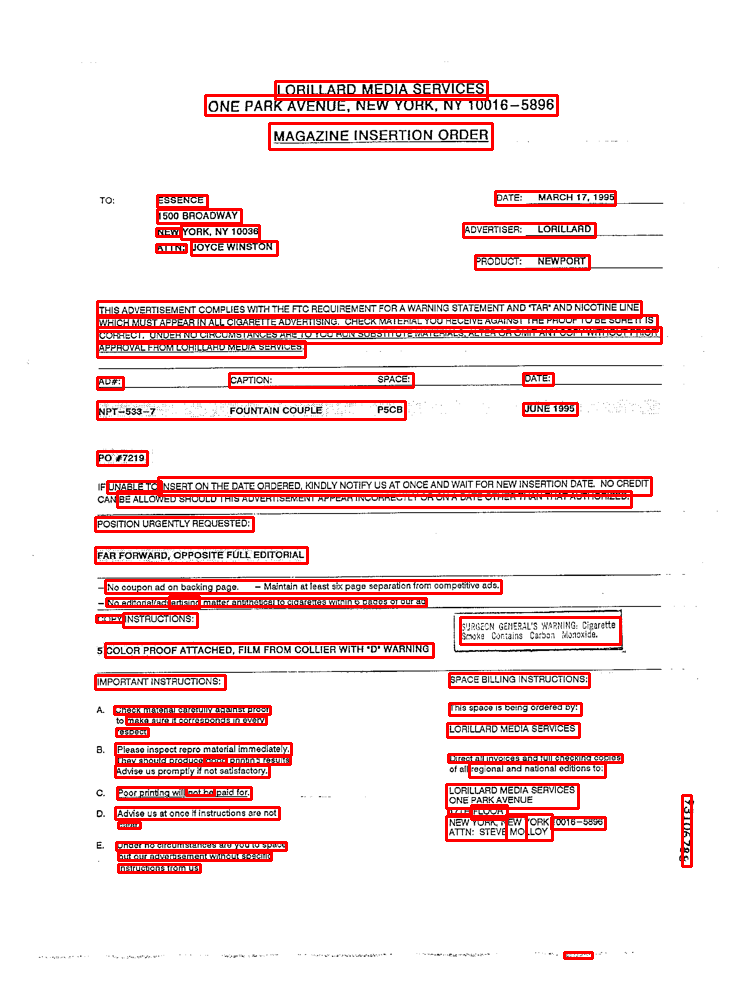 LORILLARD MEDIA SERVICES
ONE PARK AVENUE, NEW YORK, NY 10016-5896
MAGAZINE INSERTION ORDER
TO: ESSENCE
1500 BROADWAY
NEW YORK, NY 10036
ATTN: JOYCE WINSTON
DATE: MARCH 17, 1995
ADVERTISER: LORILLARD
PRODUCT: NEWPORT
THIS ADVERTISEMENT COMPLIES WITH THE FTC REQUIREMENT FOR A WARNING STATEMENT AND "TAR" AND NICOTINE LINE
WHICH MUST APPEAR IN ALL CIGARETTE ADVERTISING. CHECK MATERIAL YOU RECEIVE AGAINST THE PROOF TO BE SURE IT IS
CORRECT. UNDER NO CIRCUMSTANCES ARE TO YOU RUN SUBSTITUTE MATERIALS, ALTER OR OMIT ANY COPY WITHOUT PRIOR
APPROVAL FROM LORILLARD MEDIA SERVICES.
AD#: CAPTION: SPACE: DATE:
NPT-533-7 FOUNTAIN COUPLE P5CB JUNE 1995
PO #7219
IF UNABLE TO INSERT ON THE DATE ORDERED, KINDLY NOTIFY US AT ONCE AND WAIT FOR NEW INSERTION DATE. NO CREDIT
CAN BE ALLOWED SHOULD THIS ADVERTISEMENT APPEAR INCORRECTLY OR ON A DATE OTHER THAN THAT AUTHORIZED.
POSITION URGENTLY REQUESTED:
FAR FORWARD, OPPOSITE FULL EDITORIAL
- No coupon ad on backing page. - Maintain at least six page separation from competitive ads.
- No editorial/advertising matter antithetical to cigarettes within 6 pages of our ad
COPY INSTRUCTIONS:
SURGEON GENERAL'S WARNING: Cigarette
Smoke Contains Carbon Monoxide.
5 COLOR PROOF ATTACHED, FILM FROM COLLIER WITH "D" WARNING
IMPORTANT INSTRUCTIONS:
A. Check material carefully against proof
to make sure it corresponds in every
respect.
B. Please inspect repro material immediately.
They should produce good printing results
Advise us promptly if not satisfactory.
C. Poor printing will not be paid for.
D. Advise us at once if instructions are not
E. Under no circumstances are you to space
out our advertisement without specific
instructions from us
SPACE BILLING INSTRUCTIONS:
This space is being ordered by:
LORILLARD MEDIA SERVICES
Direct all invoices and full checking copies
of all regional and national editions to:
LORILLARD MEDIA SERVICES
ONE PARK AVENUE
17TH FLOOR
NEW YORK, NEW YORK 10016-5896
ATTN: STEVE MOLLOY